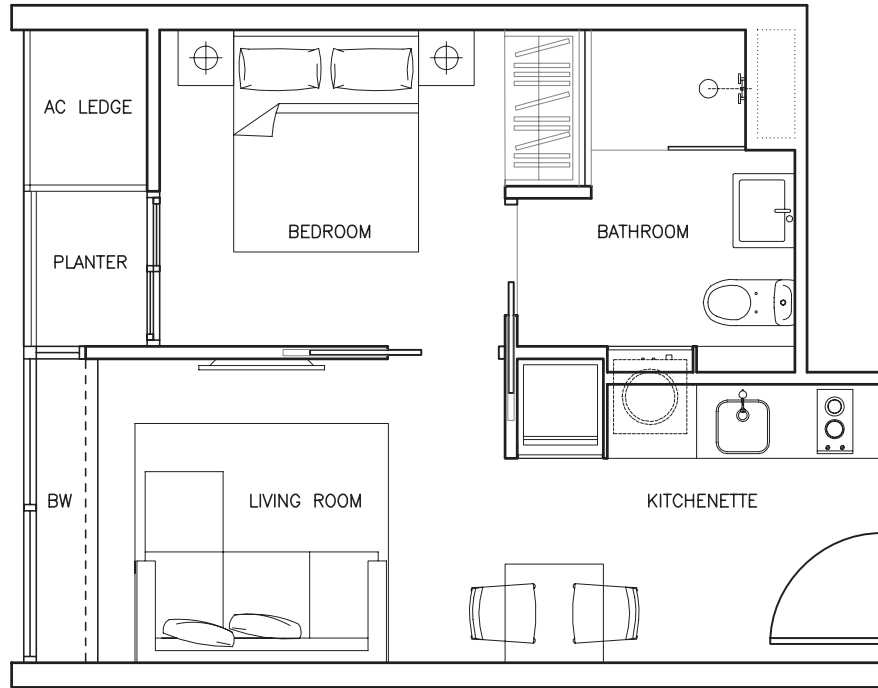 AC LEDGE
BEDROOM
BATHROOM
PLANTER
BW
LIVING ROOM
KITCHENETTE